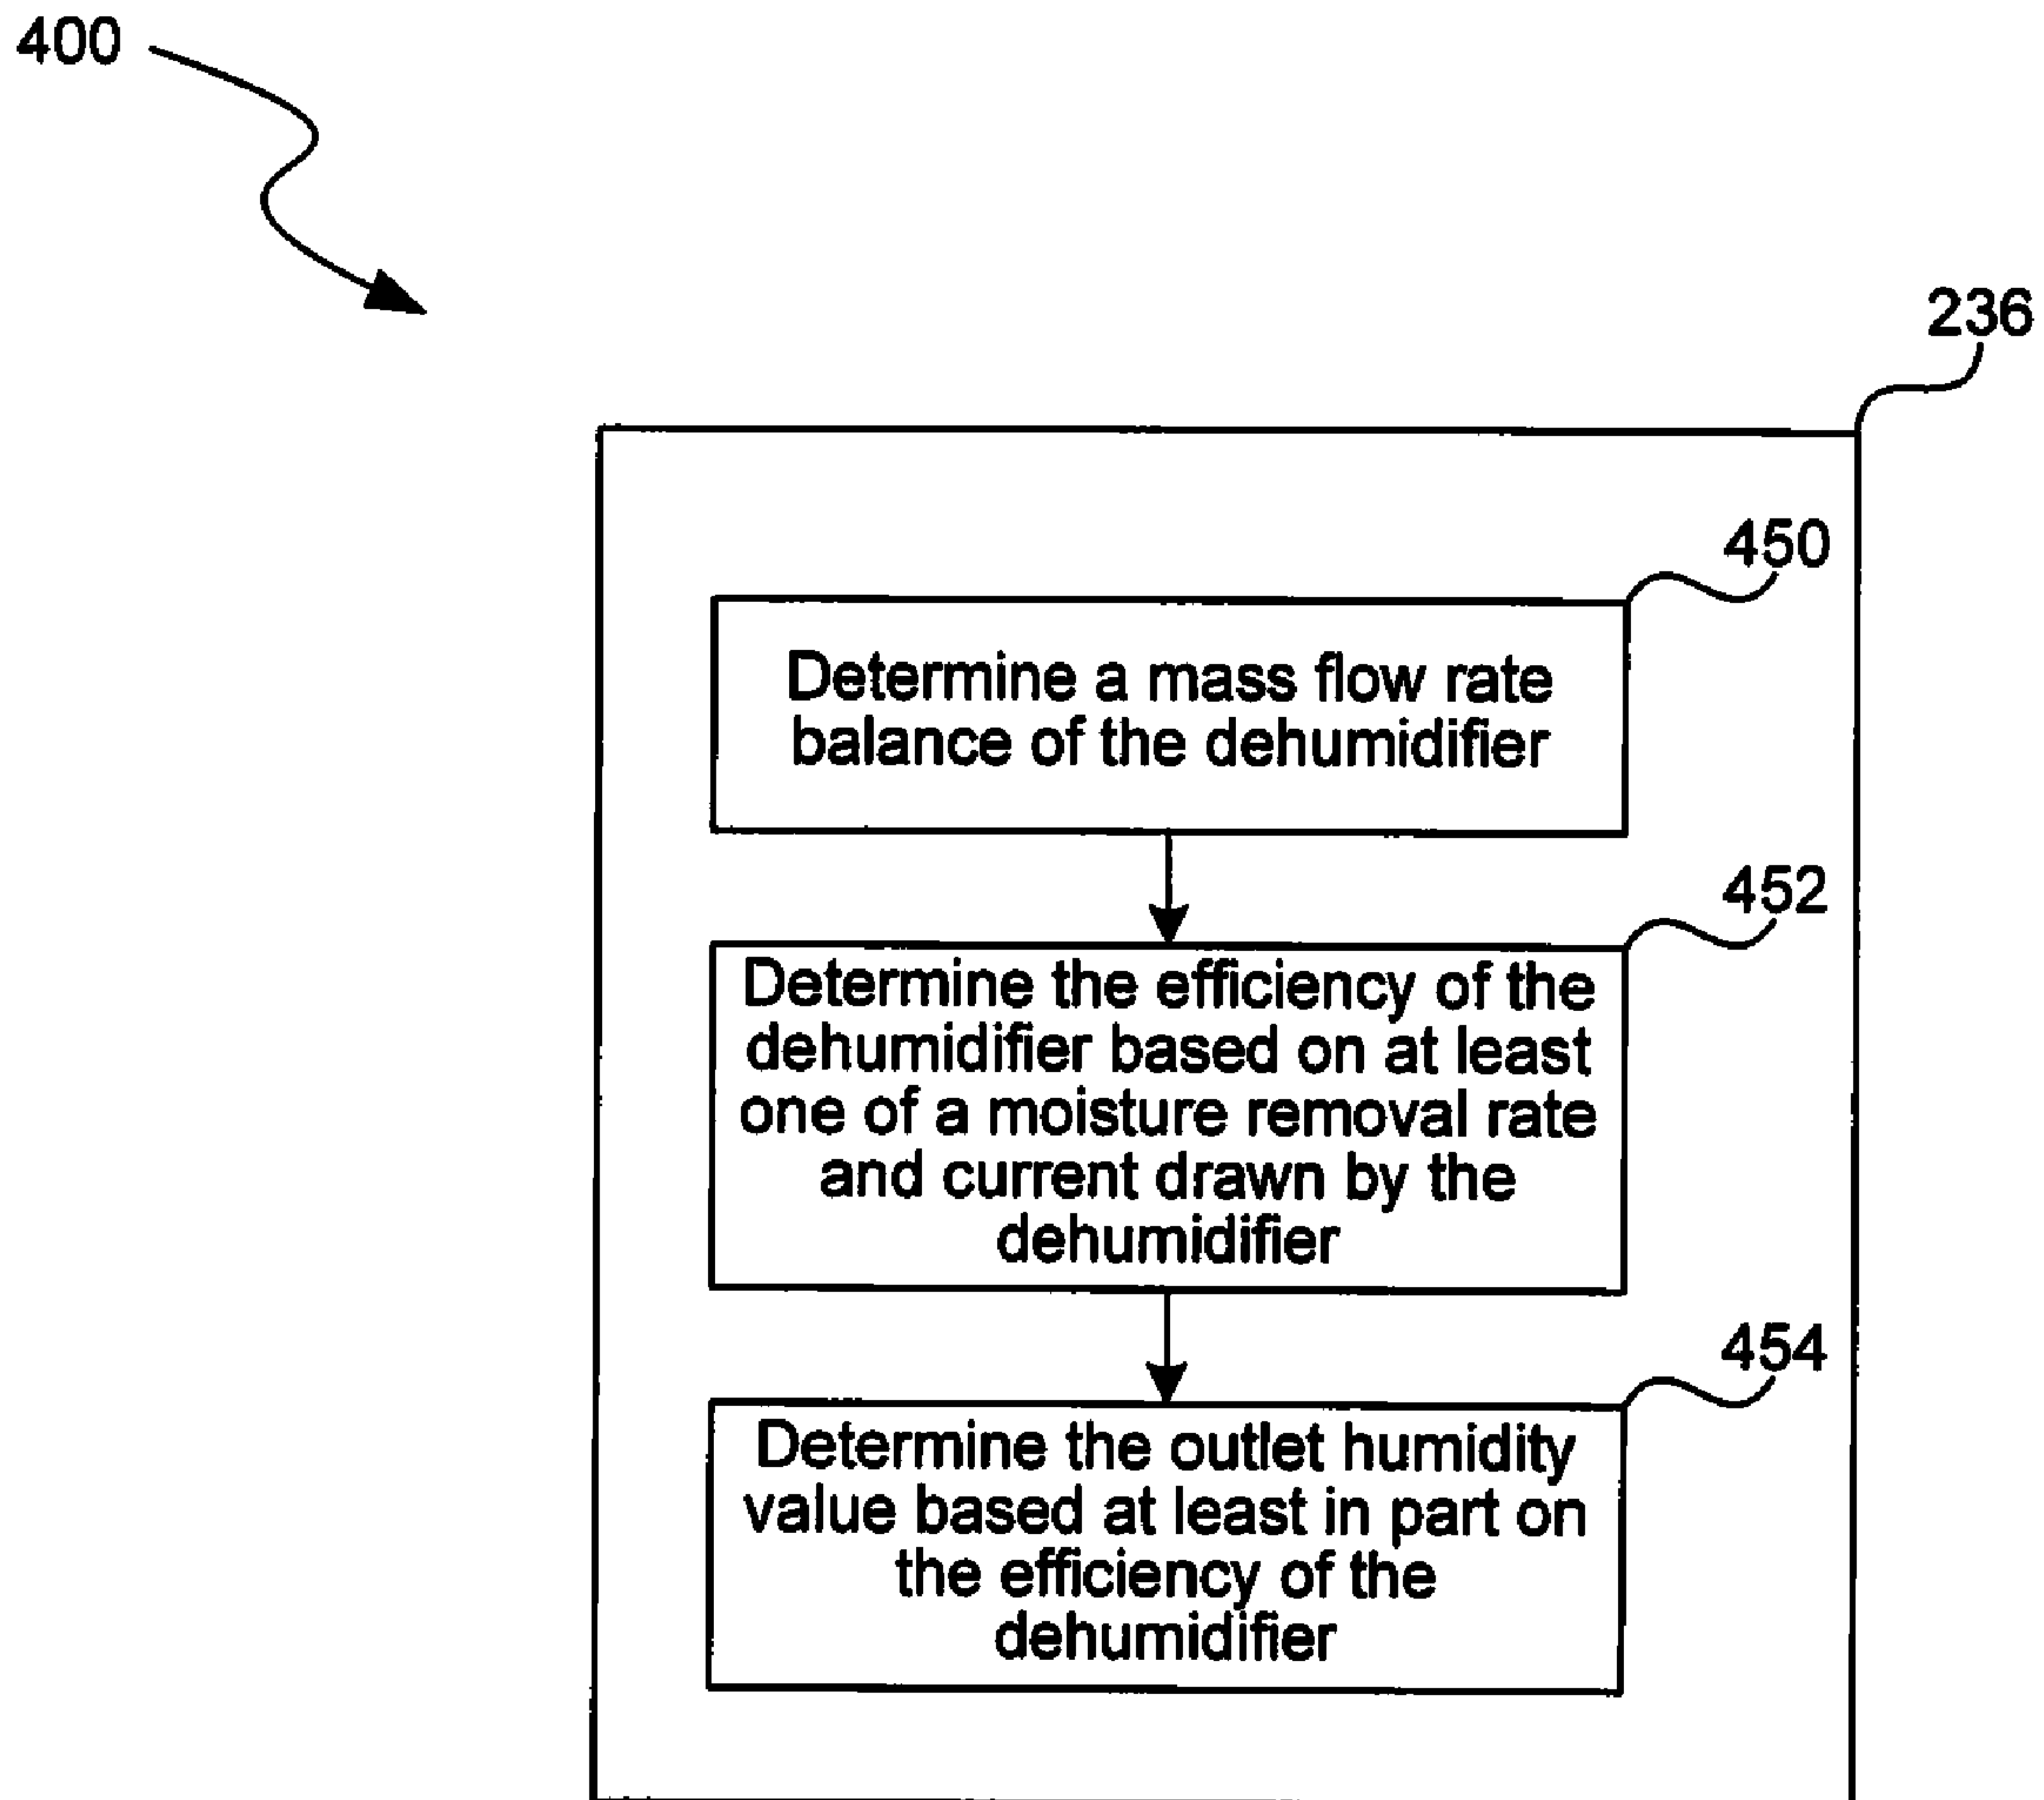 400
236
450
Determine a mass flow rate
balance of the dehumidifier
452
Determine the efficiency of the
dehumidifier based on at least
one of a moisture removal rate
and current drawn by the
dehumidifier
454
Determine the outlet humidity
value based at least in part on
the efficiency of the
dehumidifier